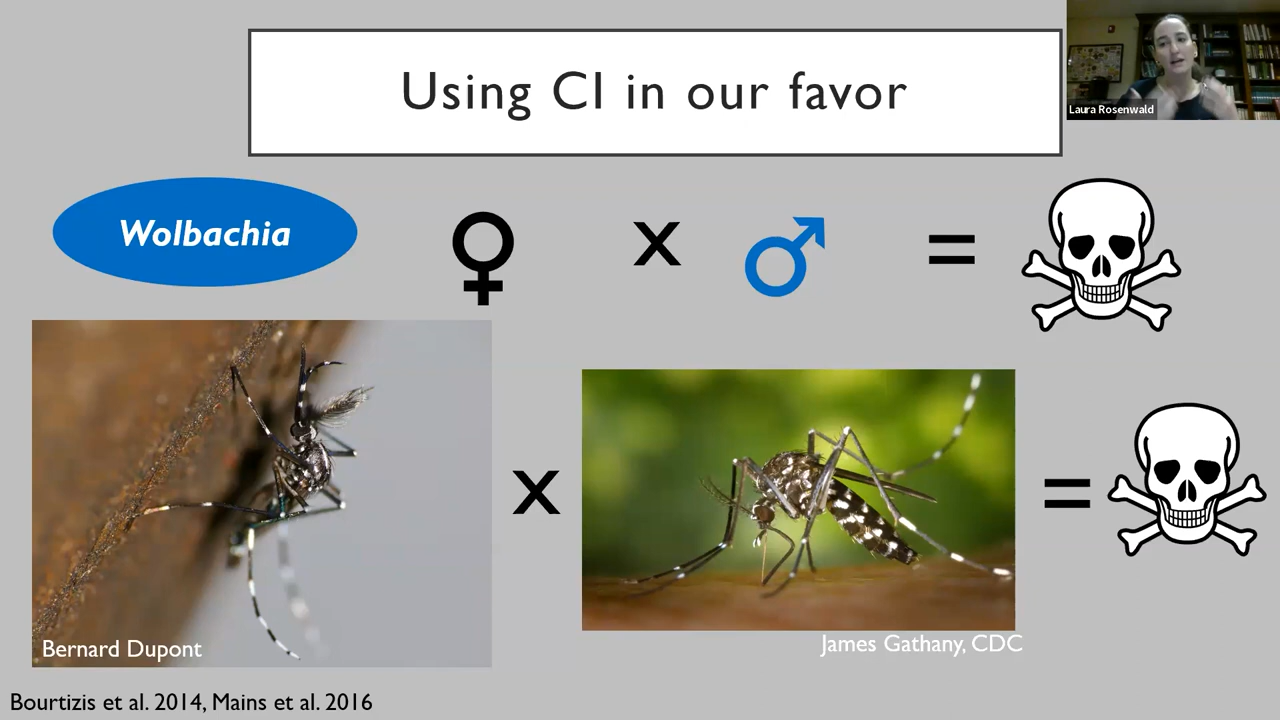 Using CI in our favor
Laura Rosenwald
Wolbachia
♀ x ♂ =
x =
Bernard Dupont
James Gathany, CDC
Bourtizis et al. 2014, Mains et al. 2016